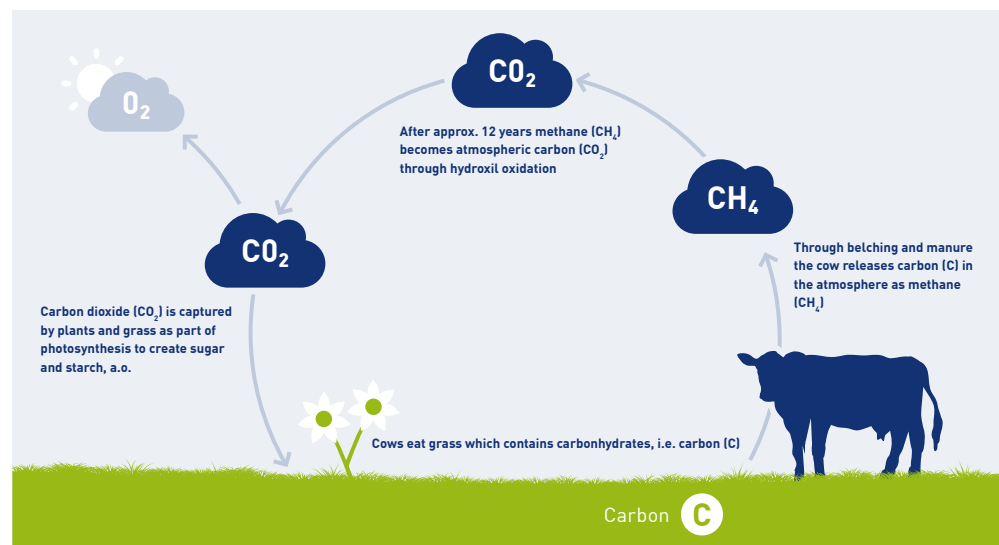 O₂
CO₂
After approx. 12 years methane (CH₄)
becomes atmospheric carbon (CO₂)
through hydroxil oxidation
CH₄
Through belching and manure
the cow releases carbon (C) in
the atmosphere as methane
(CH₄)
CO₂
Carbon dioxide (CO₂) is captured
by plants and grass as part of
photosynthesis to create sugar
and starch, a.o.
Cows eat grass which contains carbonhydrates, i.e. carbon (C)
Carbon C